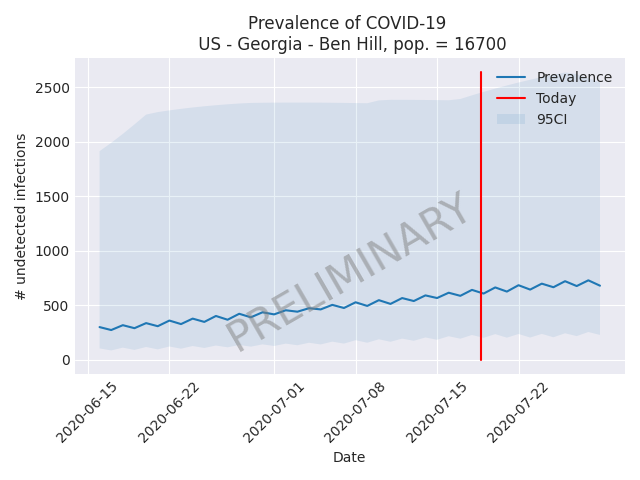 Prevalence of COVID-19
US - Georgia - Ben Hill, pop. = 16700
2500
2000
1500
1000
500
0
# undetected infections
Prevalence
Today
95CI
PRELIMINARY
2020-06-15
2020-06-22
2020-07-01
2020-07-08
2020-07-15
2020-07-22
Date